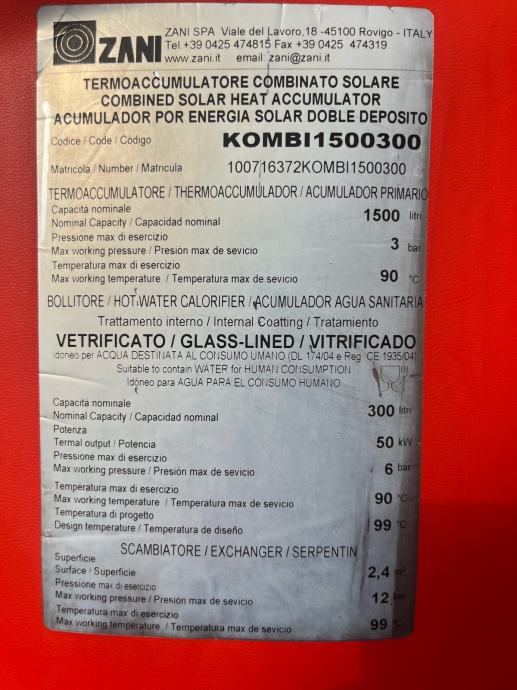 ZANI
ZANI SPA Viale del Lavoro,18 -45100 Rovigo - ITALY
Tel.+39 0425 474815 Fax +39 0425 474319
www.zani.it email: zani@zani.it
TERMOACCUMULATORE COMBINATO SOLARE
COMBINED SOLAR HEAT ACCUMULATOR
ACUMULADOR POR ENERGIA SOLAR DOBLE DEPOSITO
Codice / Code / Código KOMBI1500300
Matricola / Number / Matricula 100716372KOMBI1500300
TERMOACCUMULATORE / THERMOACCUMULADOR / ACUMULADOR PRIMARIO
Capacità nominale
Nominal Capacity / Capacidad nominal 1500 litri
Pressione max di esercizio
Max working pressure / Presión max de sevicio 3 bar
Temperatura max di esercizio
Max working temperature / Temperatura max de sevicio 90 °C
BOLLITORE / HOT WATER CALORIFIER / ACUMULADOR AGUA SANITARIA
Trattamento interno / Internal Coatting / Tratamiento
VETRIFICATO / GLASS-LINED / VITRIFICADO
Idoneo per ACQUA DESTINATA AL CONSUMO UMANO (DL 174/04 e Reg CE 1935/04)
Suitable to contain WATER for HUMAN CONSUMPTION
Idóneo para AGUA PARA EL CONSUMO HUMANO
Capacita nominale
Nominal Capacity / Capacidad nominal 300 litri
Potenza
Termal output / Potencia 50 kW
Pressione max di esercizio
Max working pressure / Presión max de sevicio 6 bar
Temperatura max di esercizio
Max working temperature / Temperatura max de sevicio 90 °C
Temperatura di progetto
Design temperature / Temperatura de diseño 99 °C
SCAMBIATORE / EXCHANGER / SERPENTIN
Superficie
Surface / Superficie 2,4 m²
Pressione max di esercizio
Max working pressure / Presión max de sevicio 12 bar
Temperatura max di esercizio
Max working temperature / Temperatura max de sevicio 99 °C